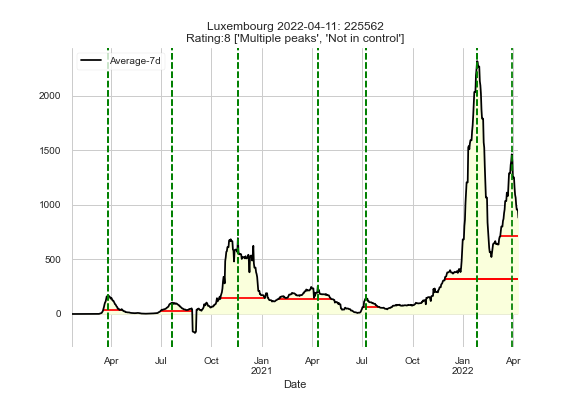 Luxembourg 2022-04-11: 225562
Rating:8 ['Multiple peaks', 'Not in control']
Average-7d
2000
1500
1000
500
0
Apr Jul Oct Jan Apr Jul Oct Jan Apr
2021 2022
Date